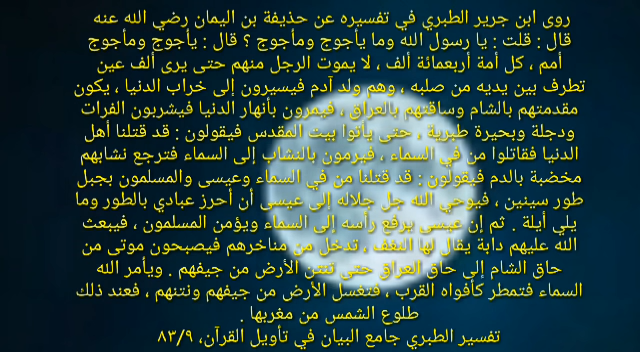 روى ابن جرير الطبري في تفسيره عن حذيفة بن اليمان رضي الله عنه
قال : قلت : يا رسول الله وما يأجوج ومأجوج ؟ قال : يأجوج ومأجوج
أمم ، كل أمة أربعمائة ألف ، لا يموت الرجل منهم حتى يرى ألف عين
تطرف بين يديه من صلبه ، وهم ولد آدم فيسيرون إلى خراب الدنيا ، يكون
مقدمتهم بالشام وساقتهم بالعراق ، فيمرون بأنهار الدنيا فيشربون الفرات
ودجلة وبحيرة طبرية ، حتى يأتوا بيت المقدس فيقولون : قد قتلنا أهل
الدنيا فقاتلوا من في السماء ، فيرمون بالنشاب إلى السماء فترجع نشابهم
مخضبة بالدم فيقولون : قد قتلنا من في السماء وعيسى والمسلمون بجبل
طور سينين ، فيوحي الله جل جلاله إلى عيسى أن أحرز عبادي بالطور وما
يلي أيلة . ثم إن عيسى يرفع رأسه إلى السماء ويؤمن المسلمون ، فيبعث
الله عليهم دابة يقال لها النغف ، تدخل من مناخرهم فيصبحون موتى من
حاق الشام إلى حاق العراق حتى تنتن الأرض من جيفهم . ويأمر الله
السماء فتمطر كأفواه القرب ، فتغسل الأرض من جيفهم ونتنهم ، فعند ذلك
طلوع الشمس من مغربها .
تفسير الطبري جامع البيان في تأويل القرآن، ٨٣/٩